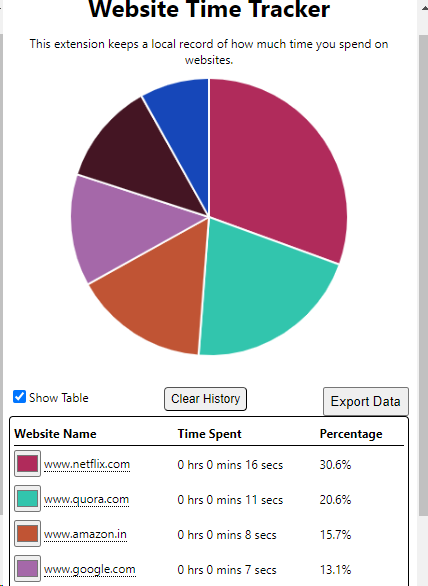 Website Time Tracker
This extension keeps a local record of how much time you spend on
websites.
Show Table
Clear History
Export Data
Website Name Time Spent Percentage
www.netflix.com 0 hrs 0 mins 16 secs 30.6%
www.quora.com 0 hrs 0 mins 11 secs 20.6%
www.amazon.in 0 hrs 0 mins 8 secs 15.7%
www.google.com 0 hrs 0 mins 7 secs 13.1%